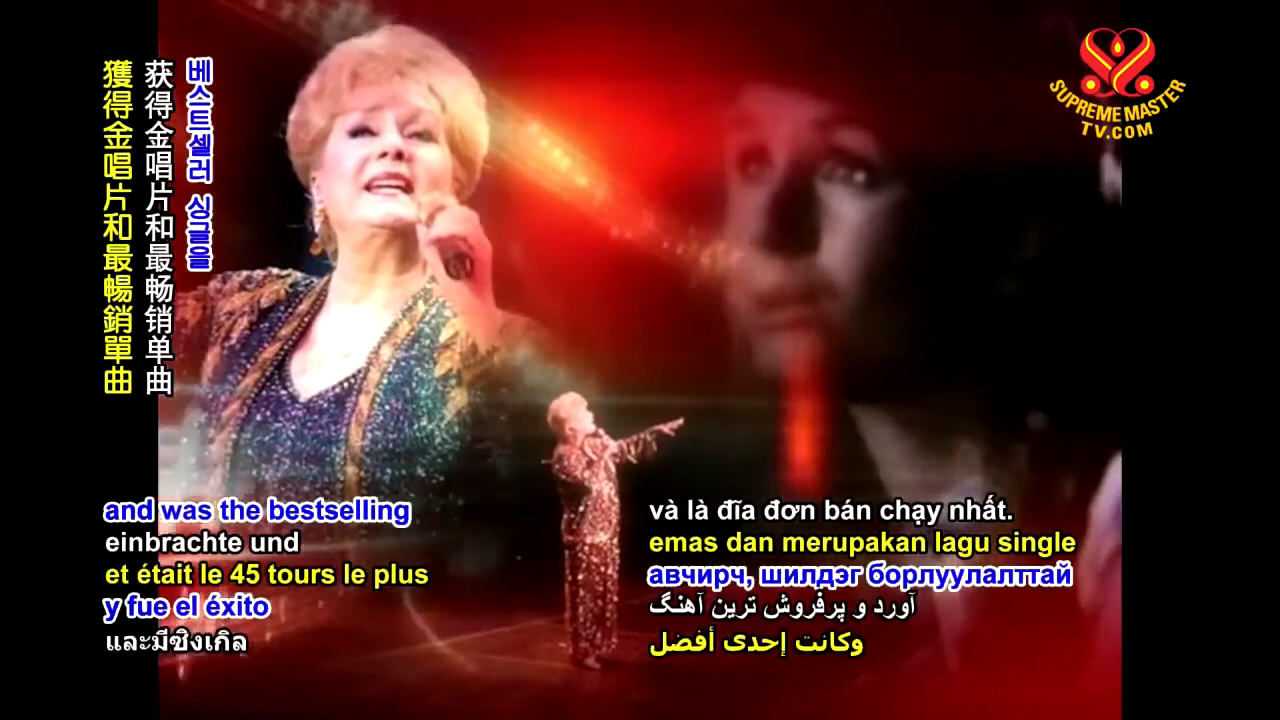 獲得金唱片和最暢銷單曲
获得金唱片和最畅销单曲
베스트셀러 싱글을
SUPREME MASTER
TV.COM
and was the bestselling
einbrachte und
et était le 45 tours le plus
y fue el éxito
และมีซิงเกิล
và là đĩa đơn bán chạy nhất.
emas dan merupakan lagu single
авчирч, шилдэг борлуулалттай
آورد و پرفروش ترین آهنگ
وكانت إحدى أفضل